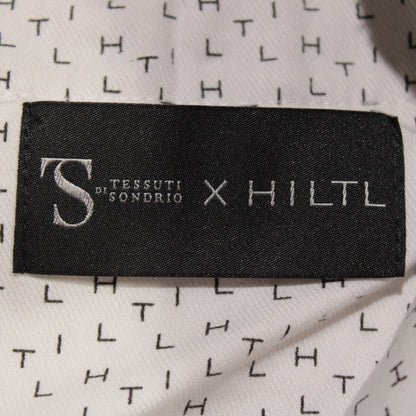 TS TESSUTI
DI SONDRIO X HILTL